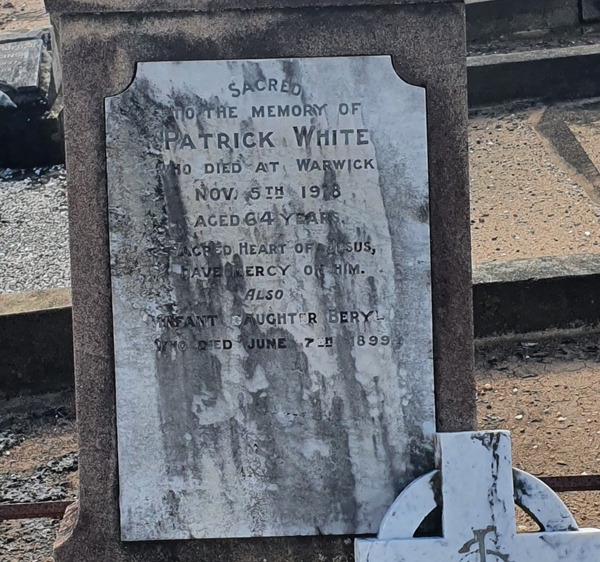 SACRED
TO THE MEMORY OF
PATRICK WHITE
WHO DIED AT WARWICK
NOV. 5TH 1918
AGED 64 YEARS.
SACRED HEART OF JESUS,
HAVE MERCY ON HIM.
ALSO
INFANT DAUGHTER BERYL
WHO DIED JUNE 7TH 1899